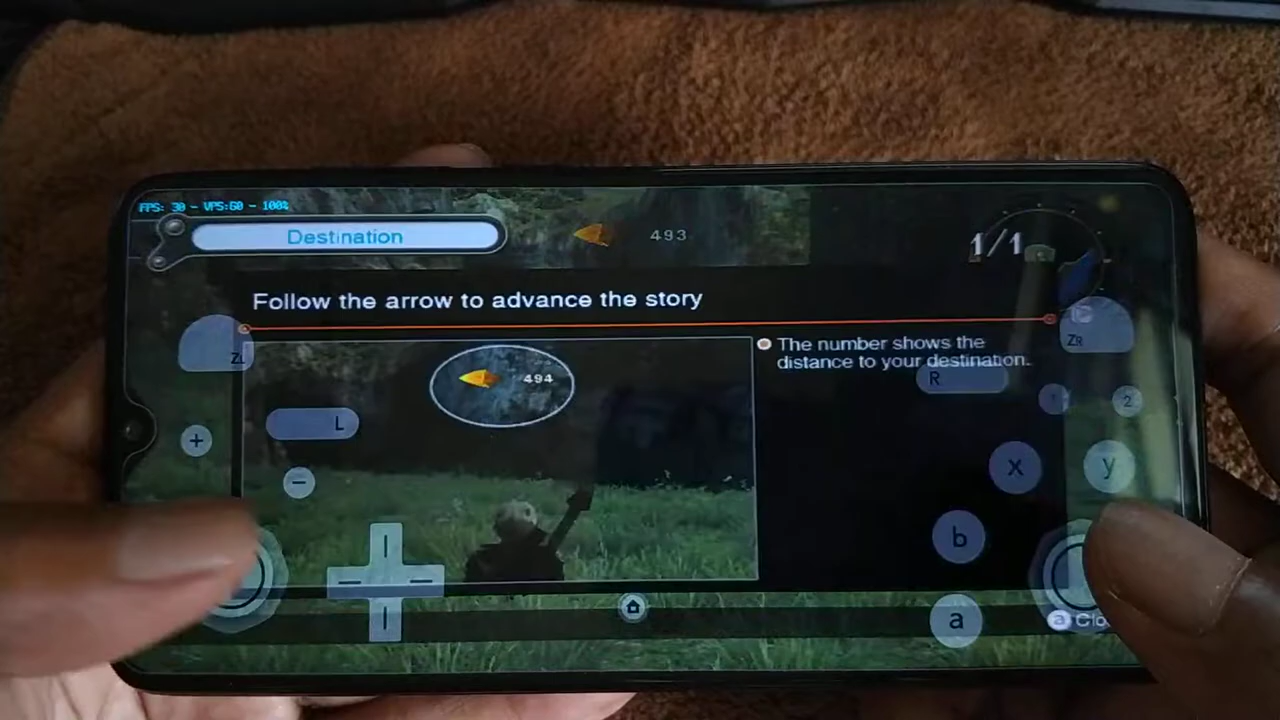 FPS: 30 - VPS:60 - 100%
Destination
493
1/1
Follow the arrow to advance the story
The number shows the
distance to your destination.
494
ZL
ZR
R
L
1
2
+
-
x
y
b
a
a Clo